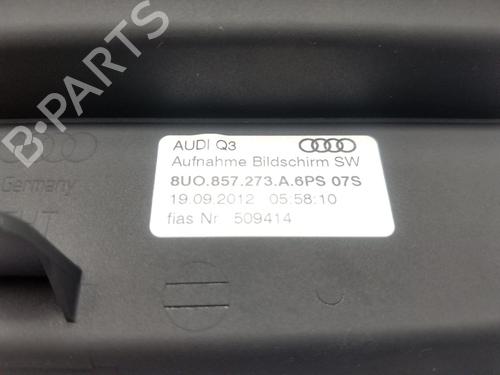 B-PARTS
AUDI Q3
Aufnahme Bildschirm SW
8UO.857.273.A.6PS 07S
19.09.2012 05:58:10
fias Nr. 509414
Germany